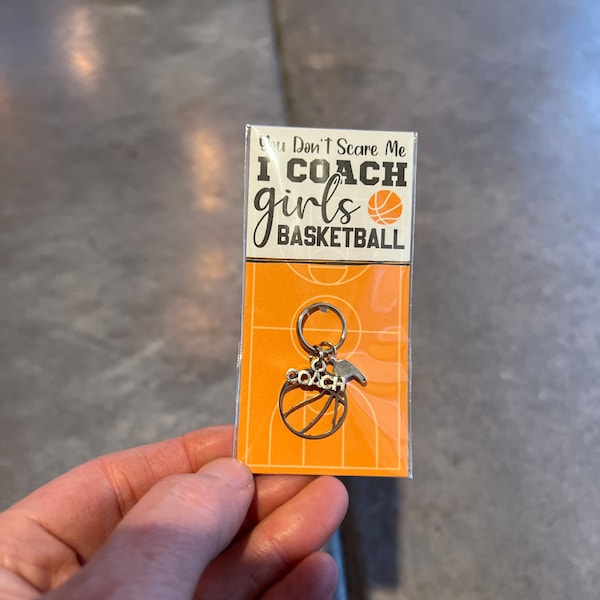 You Don't Scare Me
I COACH
girls
BASKETBALL
COACH